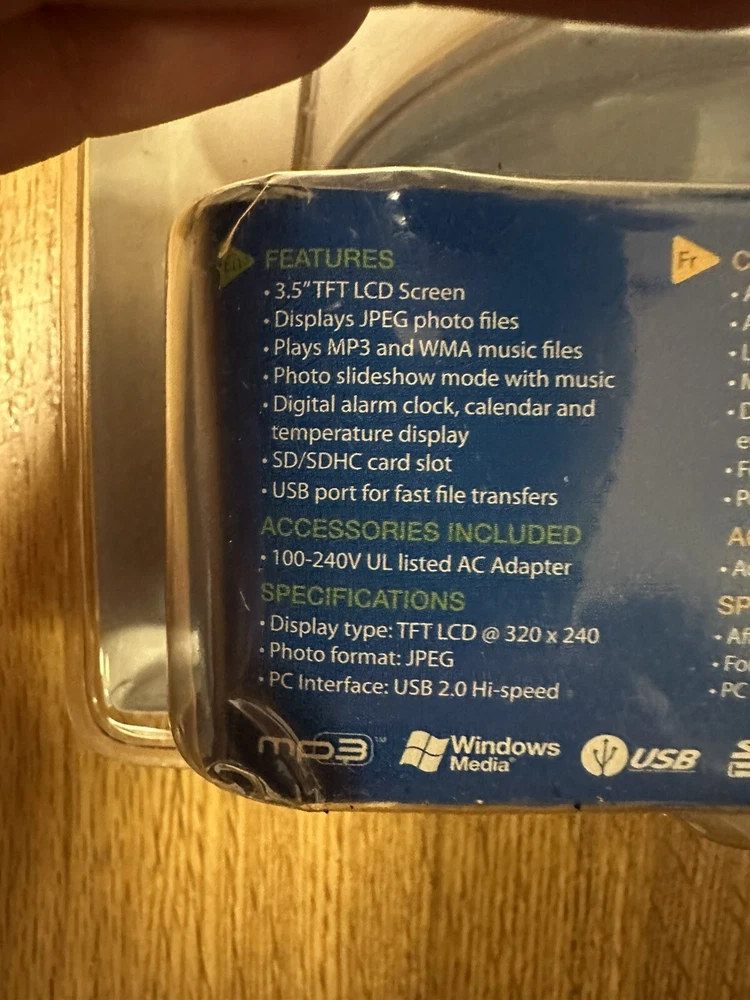 En
FEATURES
• 3.5" TFT LCD Screen
• Displays JPEG photo files
• Plays MP3 and WMA music files
• Photo slideshow mode with music
• Digital alarm clock, calendar and
temperature display
• SD/SDHC card slot
• USB port for fast file transfers
ACCESSORIES INCLUDED
• 100-240V UL listed AC Adapter
SPECIFICATIONS
• Display type: TFT LCD @ 320 x 240
• Photo format: JPEG
• PC Interface: USB 2.0 Hi-speed
mp3™
Windows
Media®
USB
Fr
• PC